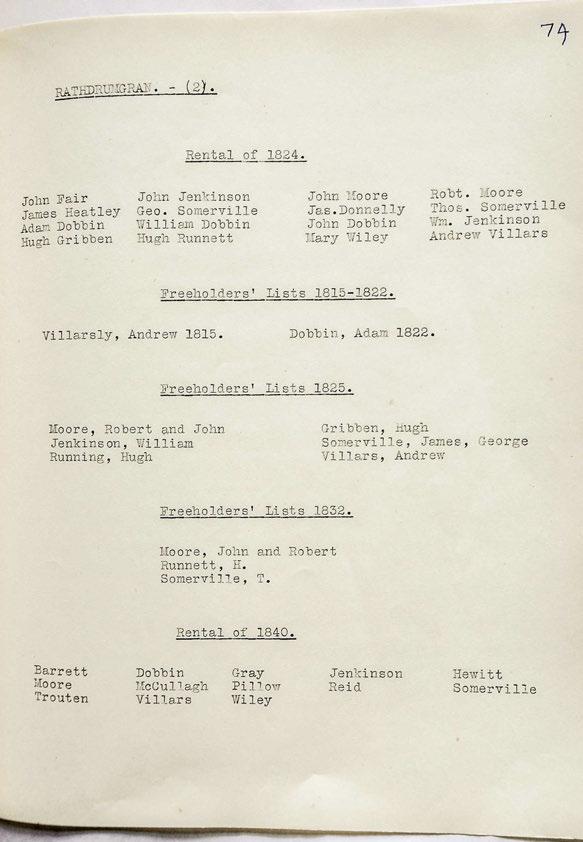 74
RATHDRUMGRAN. - (2).
Rental of 1824.
John Fair John Jenkinson John Moore Robt. Moore
James Heatley Geo. Somerville Jas.Donnelly Thos. Somerville
Adam Dobbin William Dobbin John Dobbin Wm. Jenkinson
Hugh Gribben Hugh Runnett Mary Wiley Andrew Villars
Freeholders' Lists 1815-1822.
Villarsly, Andrew 1815. Dobbin, Adam 1822.
Freeholders' Lists 1825.
Moore, Robert and John Gribben, Hugh
Jenkinson, William Somerville, James, George
Running, Hugh Villars, Andrew
Freeholders' Lists 1832.
Moore, John and Robert
Runnett, H.
Somerville, T.
Rental of 1840.
Barrett Dobbin Gray Jenkinson Hewitt
Moore McCullagh Pillow Reid Somerville
Trouten Villars Wiley